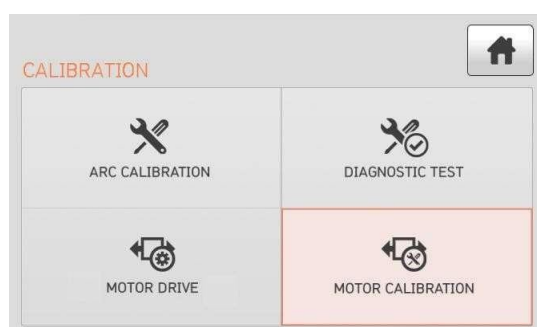 CALIBRATION
ARC CALIBRATION
DIAGNOSTIC TEST
MOTOR DRIVE
MOTOR CALIBRATION